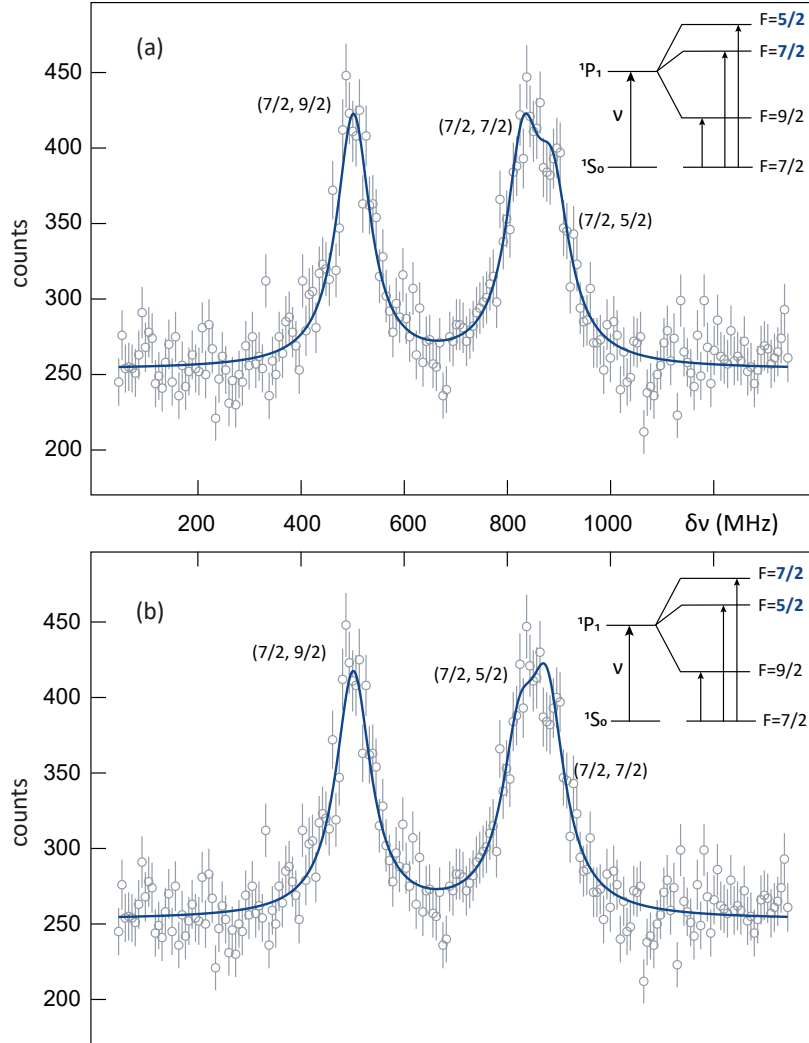 (a)
450
400
350
300
250
200
counts
(7/2, 9/2)
(7/2, 7/2)
(7/2, 5/2)
F=5/2
F=7/2
¹P₁
ν
F=9/2
¹S₀
F=7/2
200 400 600 800 1000 δν (MHz)
(b)
450
400
350
300
250
200
counts
(7/2, 9/2)
(7/2, 5/2)
(7/2, 7/2)
F=7/2
F=5/2
¹P₁
ν
F=9/2
¹S₀
F=7/2